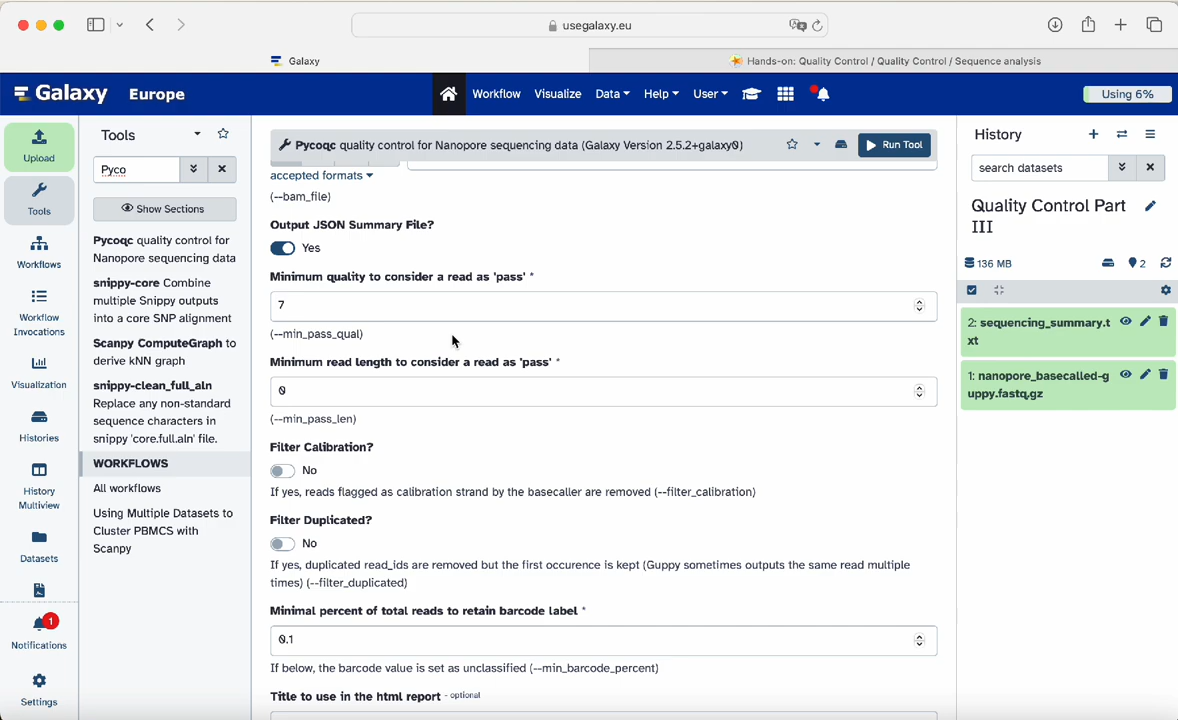 usegalaxy.eu
Galaxy
Hands-on: Quality Control / Quality Control / Sequence analysis
Galaxy Europe
Workflow Visualize Data Help User
Using 6%
Upload
Tools
Workflows
Workflow
Invocations
Visualization
Histories
History
Multiview
Datasets
1
Notifications
Settings
Tools
Pyco
Show Sections
Pycoqc quality control for
Nanopore sequencing data
snippy-core Combine
multiple Snippy outputs
into a core SNP alignment
Scanpy ComputeGraph to
derive kNN graph
snippy-clean_full_aln
Replace any non-standard
sequence characters in
snippy 'core.full.aln' file.
WORKFLOWS
All workflows
Using Multiple Datasets to
Cluster PBMCS with
Scanpy
Pycoqc quality control for Nanopore sequencing data (Galaxy Version 2.5.2+galaxy0)
Run Tool
accepted formats
(--bam_file)
Output JSON Summary File?
Yes
Minimum quality to consider a read as 'pass' *
7
(--min_pass_qual)
Minimum read length to consider a read as 'pass' *
0
(--min_pass_len)
Filter Calibration?
No
If yes, reads flagged as calibration strand by the basecaller are removed (--filter_calibration)
Filter Duplicated?
No
If yes, duplicated read_ids are removed but the first occurence is kept (Guppy sometimes outputs the same read multiple
times) (--filter_duplicated)
Minimal percent of total reads to retain barcode label *
0.1
If below, the barcode value is set as unclassified (--min_barcode_percent)
Title to use in the html report - optional
History
search datasets
Quality Control Part
III
136 MB
2
2: sequencing_summary.t
xt
1: nanopore_basecalled-g
uppy.fastq.gz